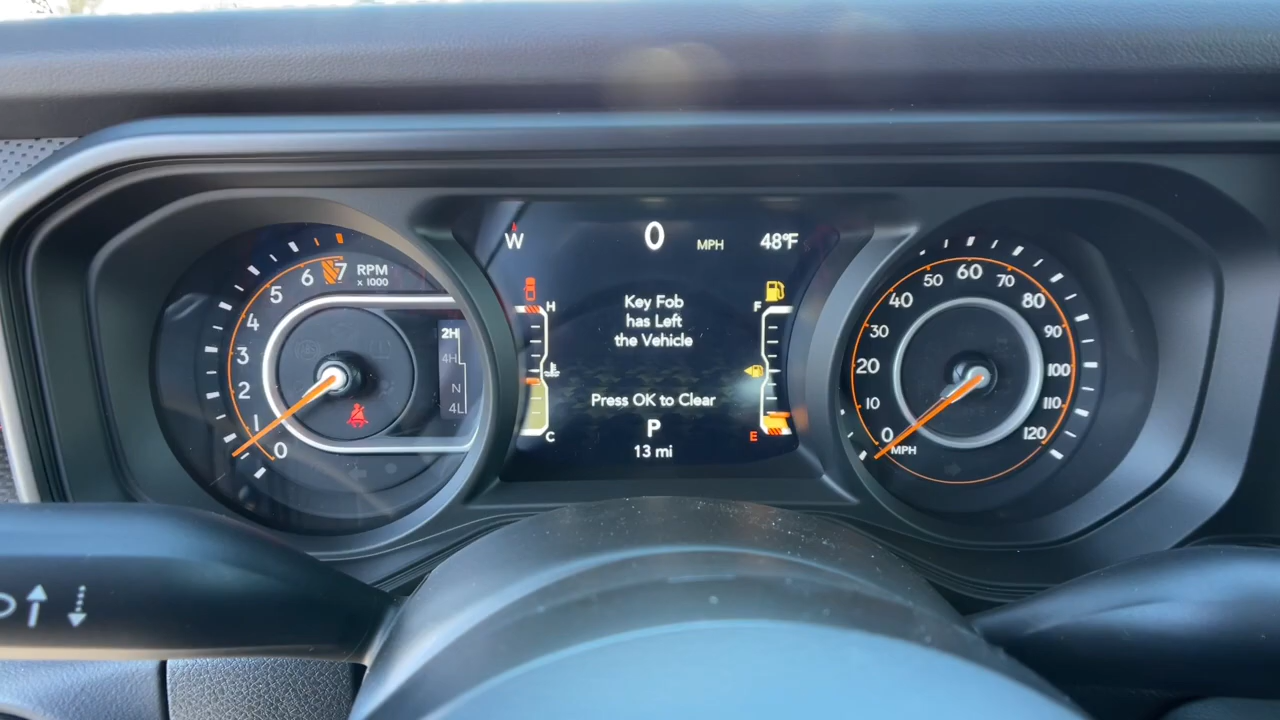 W
0 MPH
48°F
0
1
2
3
4
5
6
7
RPM
x 1000
2H
4H
N
4L
H
C
Key Fob
has Left
the Vehicle
Press OK to Clear
P
13 mi
F
E
0
10
20
30
40
50
60
70
80
90
100
110
120
MPH